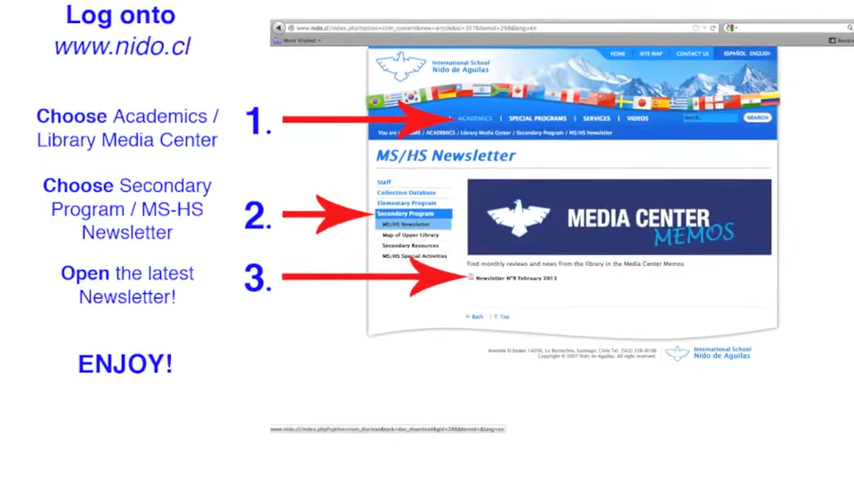 Log onto
www.nido.cl
Choose Academics /
Library Media Center
1.
Choose Secondary
Program / MS-HS
Newsletter
2.
Open the latest
Newsletter!
3.
ENJOY!
Most Visited
HOME SITE MAP CONTACT US ESPAÑOL ENGLISH
International School
Nido de Aguilas
ACADEMICS | SPECIAL PROGRAMS | SERVICES | VIDEOS
SEARCH
You are / ACADEMICS / Library Media Center / Secondary Program / MS/HS Newsletter
MS/HS Newsletter
Staff
Collection Database
Elementary Program
Secondary Program
MS/HS Newsletter
Map of Upper Library
Secondary Resources
MS/HS Special Activities
MEDIA CENTER
MEMOS
Find monthly reviews and news from the library in the Media Center Memos
Newsletter N°8 February 2013
Back | Top
International School
Nido de Aguilas